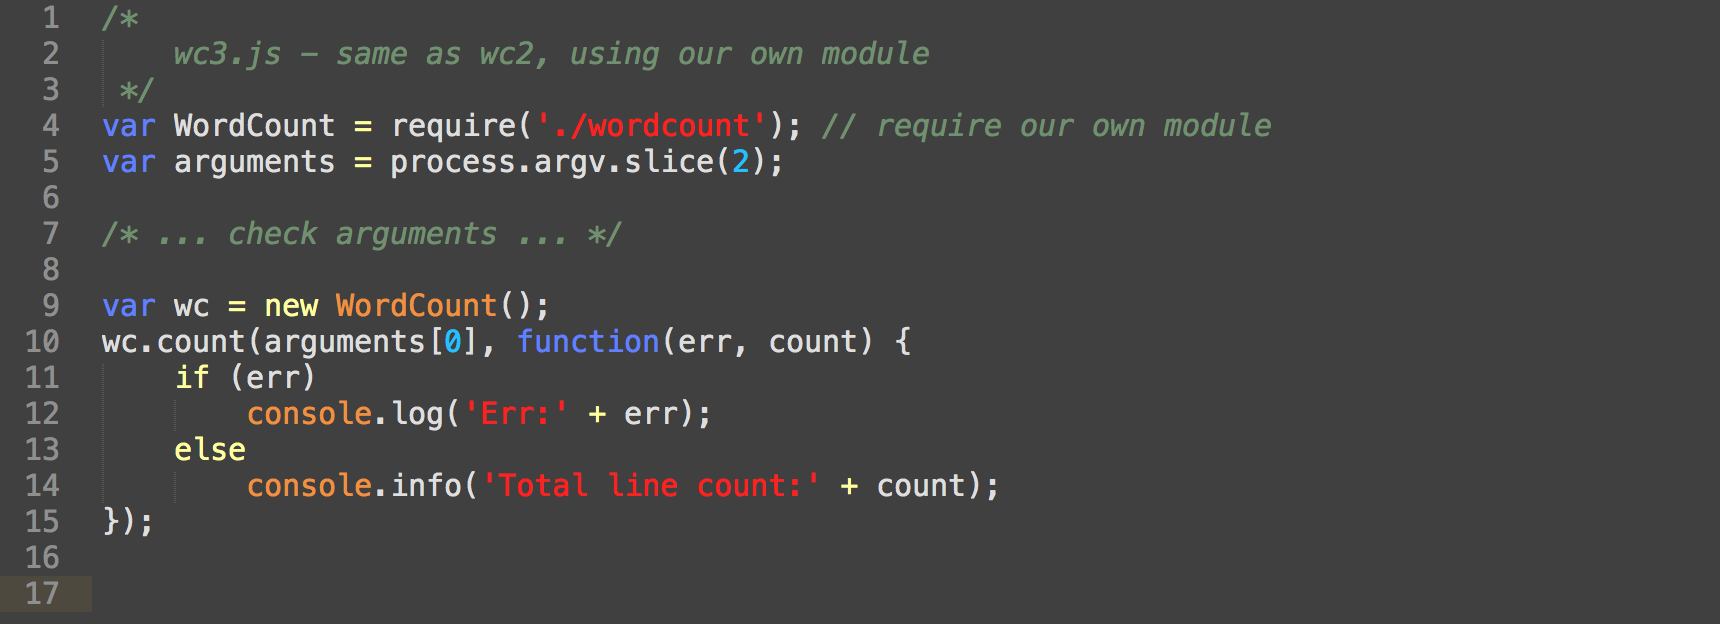 1 /*
2     wc3.js – same as wc2, using our own module
3  */
4 var WordCount = require('./wordcount'); // require our own module
5 var arguments = process.argv.slice(2);
6
7 /* ... check arguments ... */
8
9 var wc = new WordCount();
10 wc.count(arguments[0], function(err, count) {
11     if (err)
12         console.log('Err:' + err);
13     else
14         console.info('Total line count:' + count);
15 });
16
17